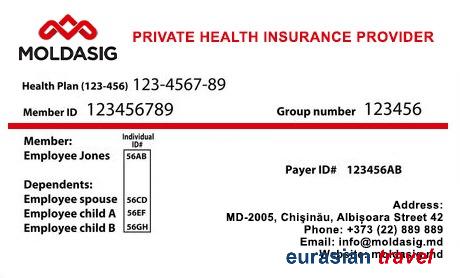 MOLDASIG
PRIVATE HEALTH INSURANCE PROVIDER
Health Plan (123-456) 123-4567-89
Member ID 123456789 Group number 123456
Member: Individual ID#
Employee Jones 56AB
Payer ID# 123456AB
Dependents:
Employee spouse 56CD
Employee child A 56EF
Employee child B 56GH
Address:
MD-2005, Chişinău, Albişoara Street 42
Phone: +373 (22) 889 889
Email: info@moldasig.md
Website: moldasig.md
eurasian travel